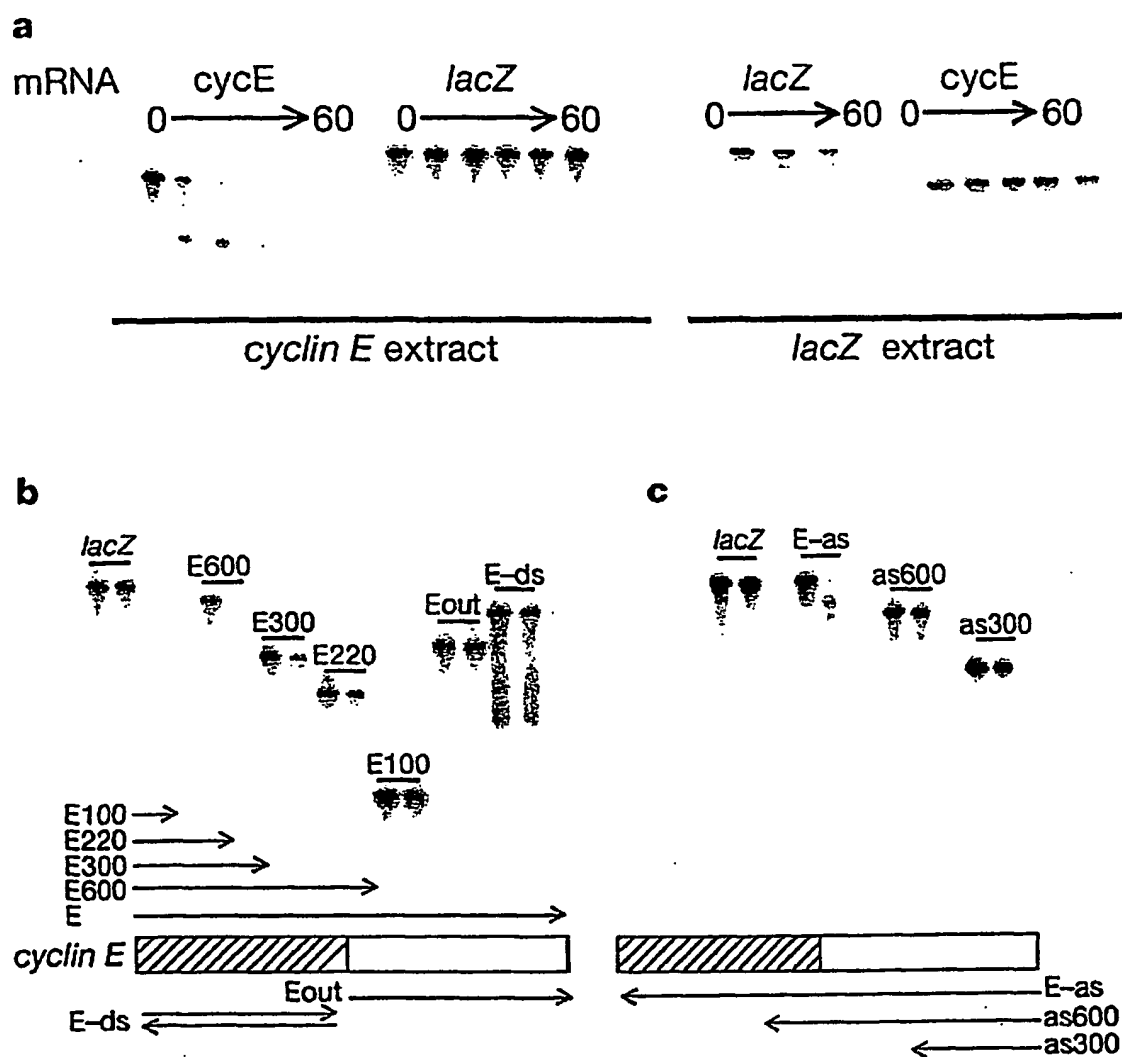 a
mRNA cycE lacZ lacZ cycE
0 60 0 60 0 60 0 60
cyclin E extract lacZ extract
b c
lacZ
E600
E300
E220
E100
Eout
E–ds
lacZ
E–as
as600
as300
E100
E220
E300
E600
E
cyclin E
Eout
E–ds
E–as
as600
as300